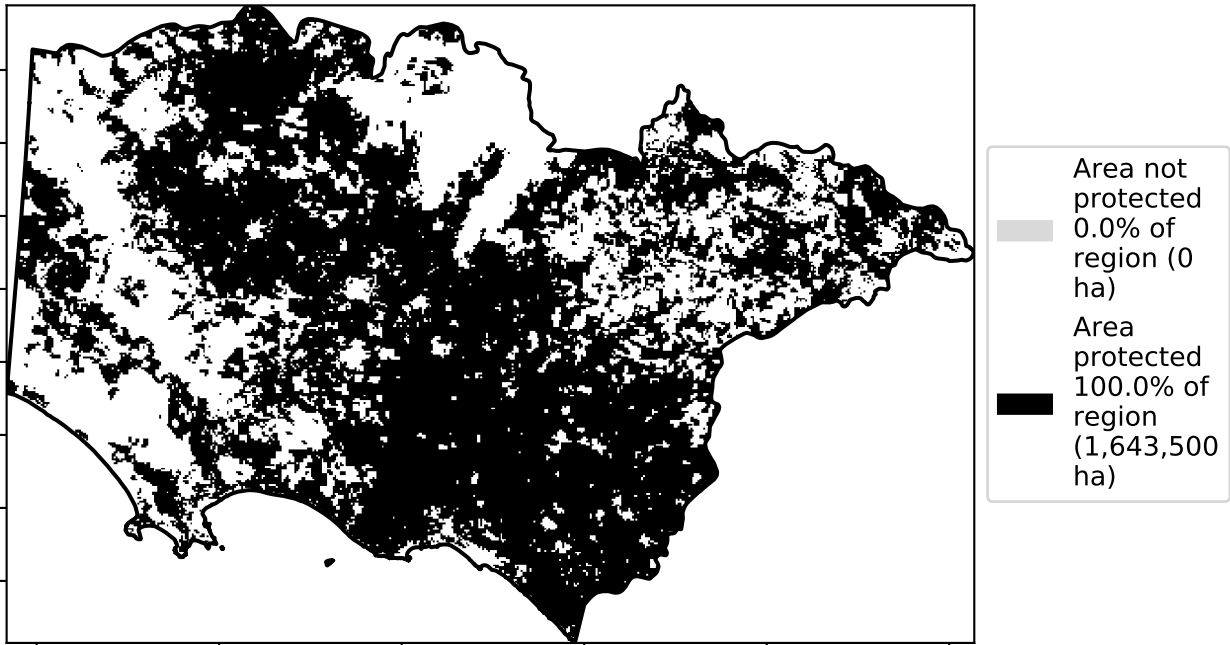 Area not
protected
0.0% of
region (0
ha)
Area
protected
100.0% of
region
(1,643,500
ha)